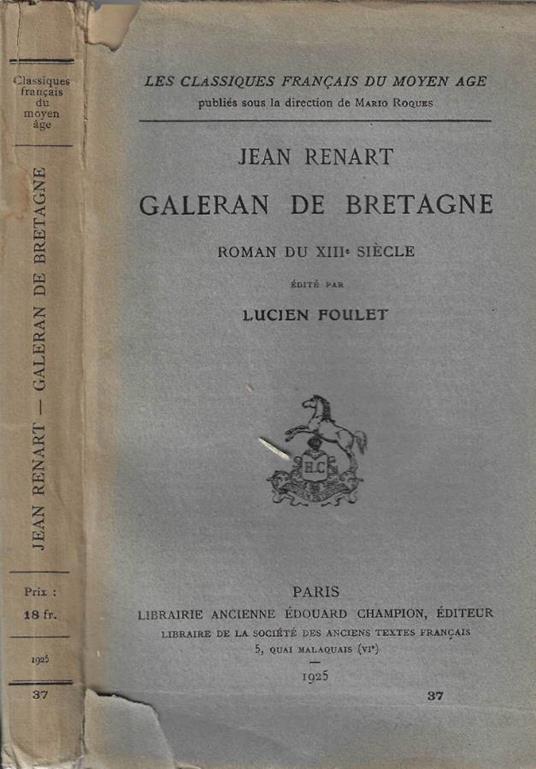 Classiques
français
du
moyen
âge
JEAN RENART — GALERAN DE BRETAGNE
Prix :
18 fr.
1925
37
LES CLASSIQUES FRANÇAIS DU MOYEN AGE
publiés sous la direction de MARIO ROQUES
JEAN RENART
GALERAN DE BRETAGNE
ROMAN DU XIIIe SIÈCLE
ÉDITÉ PAR
LUCIEN FOULET
H.C
PARIS
LIBRAIRIE ANCIENNE ÉDOUARD CHAMPION, ÉDITEUR
LIBRAIRE DE LA SOCIÉTÉ DES ANCIENS TEXTES FRANÇAIS
5, QUAI MALAQUAIS (VIe)
1925
37